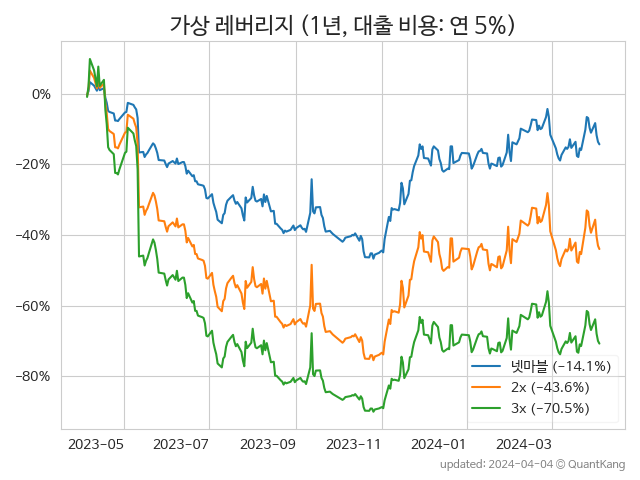 가상 레버리지 (1년, 대출 비용: 연 5%)
0%
−20%
−40%
−60%
−80%
넷마블 (−14.1%)
2x (−43.6%)
3x (−70.5%)
2023-05 2023-07 2023-09 2023-11 2024-01 2024-03
updated: 2024-04-04 © QuantKang